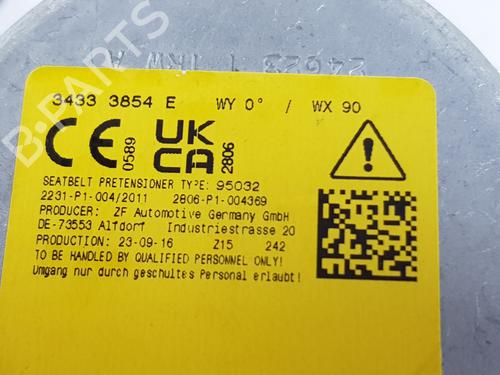 24623 1 1KW A
3433 3854 E WY 0° / WX 90
CE 0589 UK CA 2806
SEATBELT PRETENSIONER TYPE: 95032
2231-P1-004/2011 2806-P1-004369
PRODUCER: ZF Automotive Germany GmbH
DE-73553 Alfdorf Industriestrasse 20
PRODUCTION: 23-09-16 Z15 242
TO BE HANDLED BY QUALIFIED PERSONNEL ONLY!
Umgang nur durch geschultes Personal erlaubt!
B-PARTS